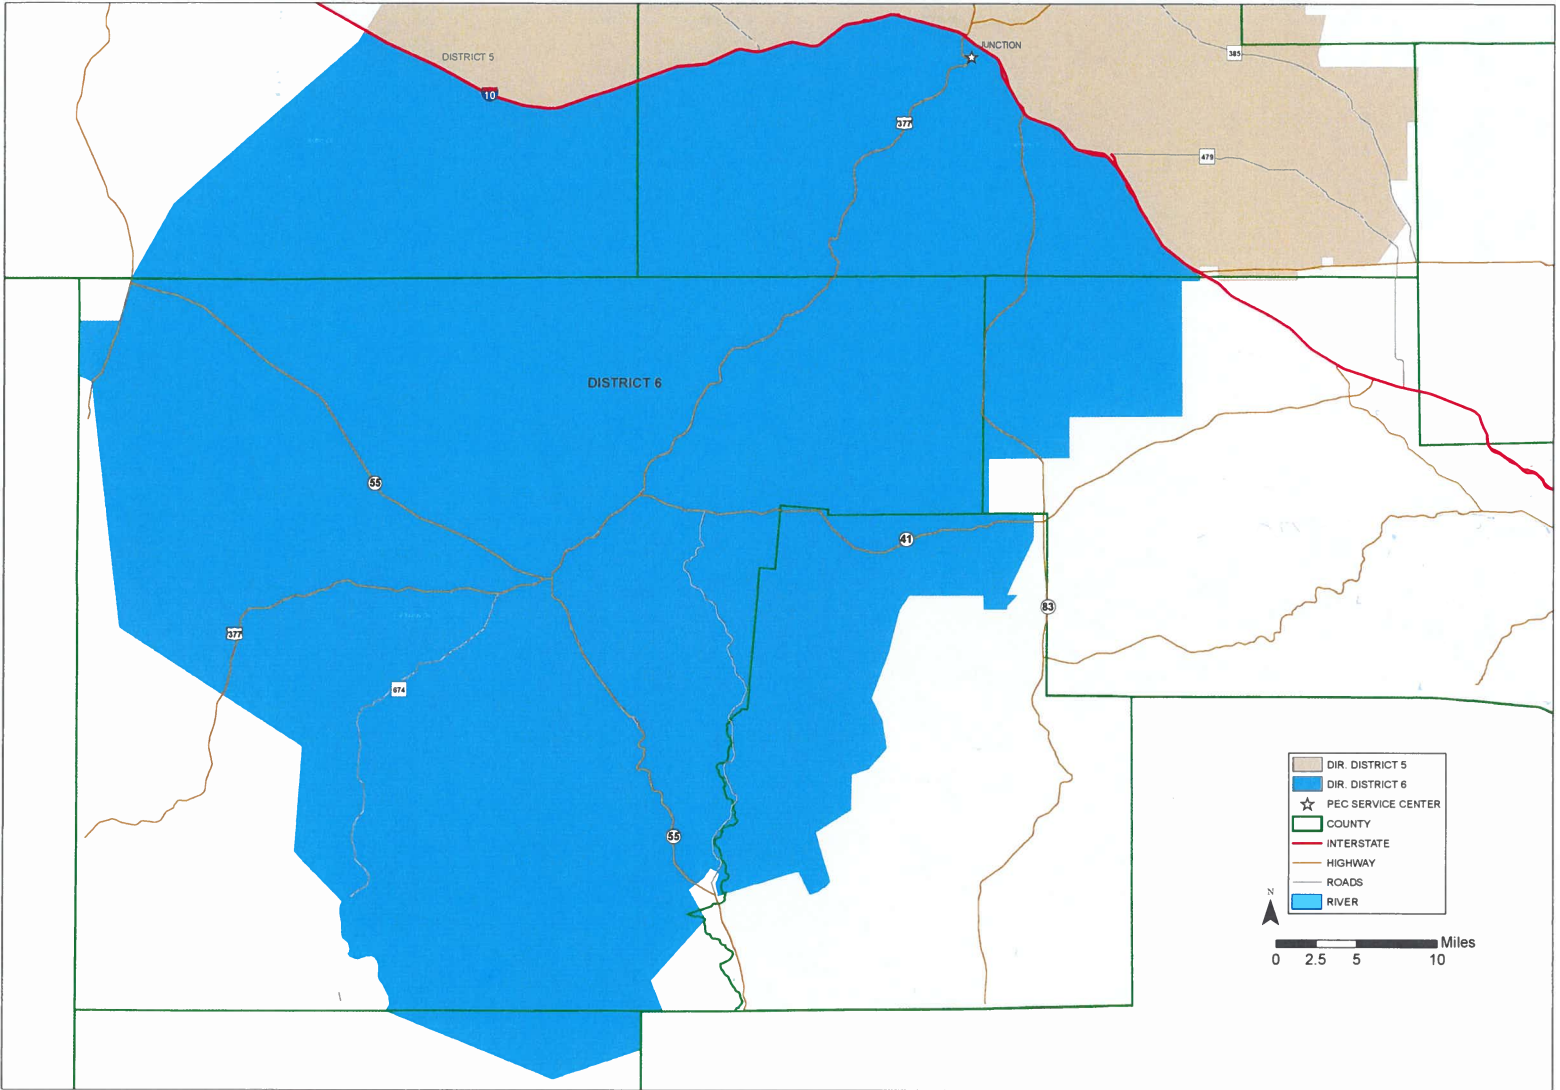 JUNCTION
385
DISTRICT 5
10
377
479
DISTRICT 6
55
41
83
377
674
55
DIR. DISTRICT 5
DIR. DISTRICT 6
PEC SERVICE CENTER
COUNTY
INTERSTATE
HIGHWAY
ROADS
RIVER
N
Miles
0 2.5 5 10